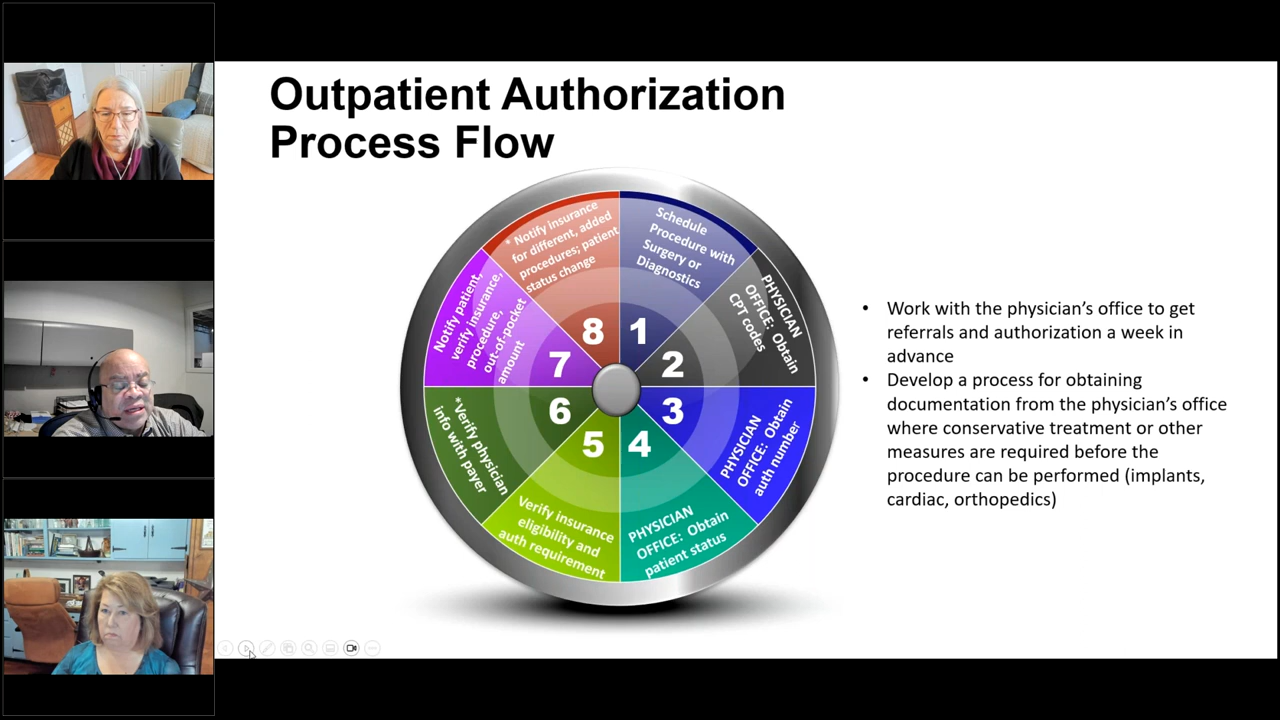 Outpatient Authorization
Process Flow
Schedule
Procedure with
Surgery or
Diagnostics
1
PHYSICIAN
OFFICE: Obtain
CPT codes
2
PHYSICIAN
OFFICE: Obtain
auth number
3
PHYSICIAN
OFFICE: Obtain
patient status
4
Verify insurance
eligibility and
auth requirement
5
*Verify physician
info with payer
6
Notify patient,
verify insurance,
procedure,
out-of-pocket
amount
7
* Notify insurance
for different, added
procedures; patient
status change
8
• Work with the physician’s office to get
referrals and authorization a week in
advance
• Develop a process for obtaining
documentation from the physician’s office
where conservative treatment or other
measures are required before the
procedure can be performed (implants,
cardiac, orthopedics)